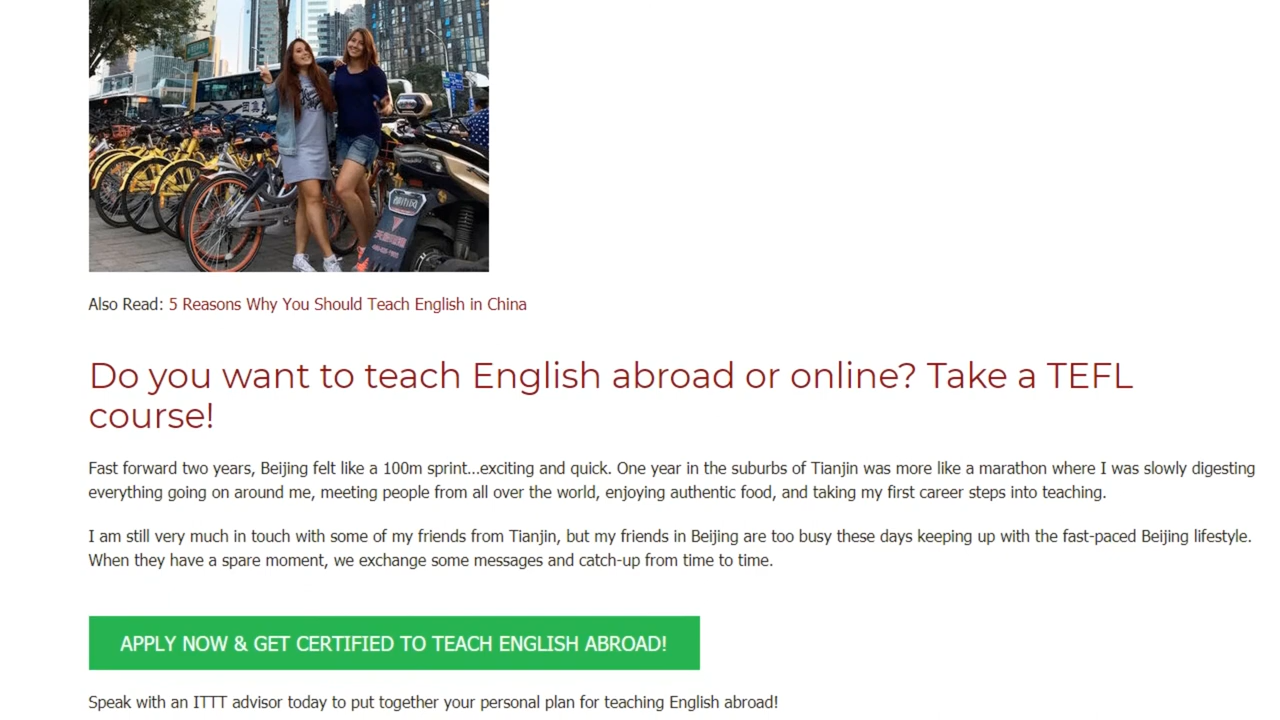 Also Read: 5 Reasons Why You Should Teach English in China
Do you want to teach English abroad or online? Take a TEFL
course!
Fast forward two years, Beijing felt like a 100m sprint...exciting and quick. One year in the suburbs of Tianjin was more like a marathon where I was slowly digesting
everything going on around me, meeting people from all over the world, enjoying authentic food, and taking my first career steps into teaching.
I am still very much in touch with some of my friends from Tianjin, but my friends in Beijing are too busy these days keeping up with the fast-paced Beijing lifestyle.
When they have a spare moment, we exchange some messages and catch-up from time to time.
APPLY NOW & GET CERTIFIED TO TEACH ENGLISH ABROAD!
Speak with an ITTT advisor today to put together your personal plan for teaching English abroad!